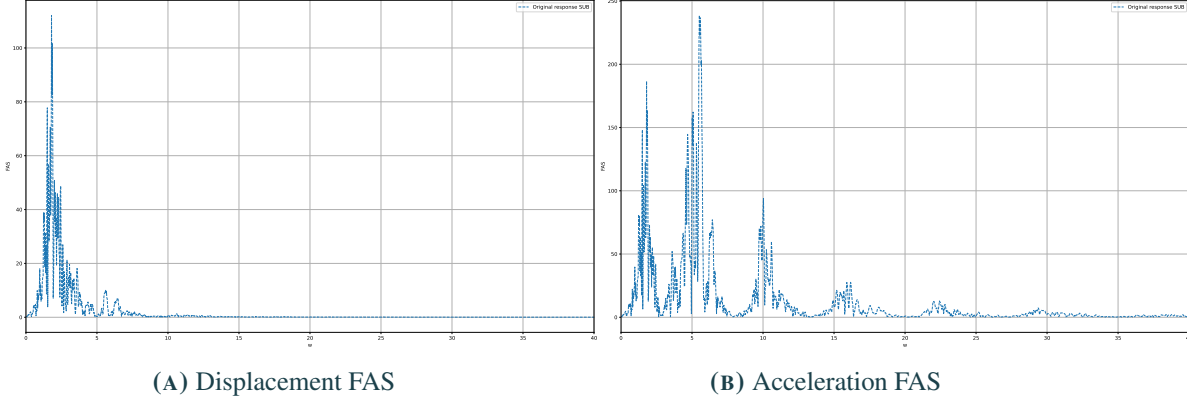 Original response SUB
100
80
60
40
20
0
FAS
0 5 10 15 20 25 30 35 40
w
(A) Displacement FAS
Original response SUB
250
200
150
100
50
0
FAS
0 5 10 15 20 25 30 35 40
w
(B) Acceleration FAS